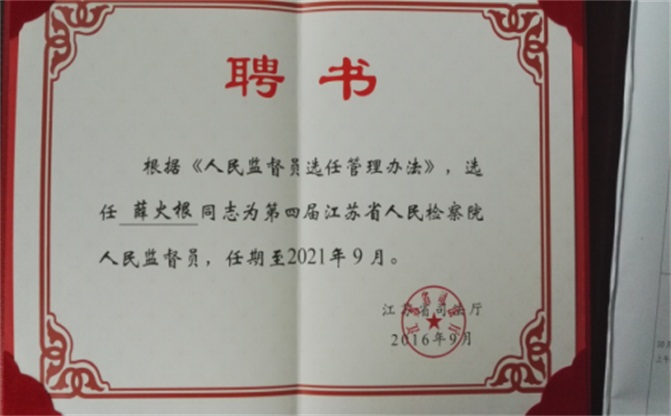 聘书
根据《人民监督员选任管理办法》，选
任 薛火根 同志为第四届江苏省人民检察院
人民监督员，任期至2021年9月。
江苏省司法厅
2016年9月